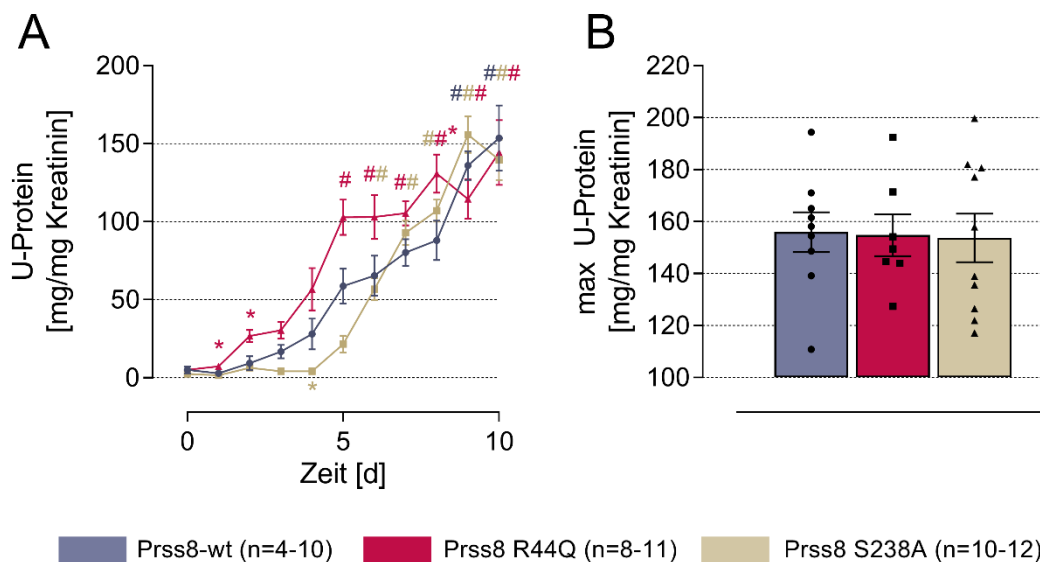 A
U-Protein
[mg/mg Kreatinin]
200
150
100
50
0
# # #
# # #
# # *
# #
# #
#
*
*
*
0 5 10
Zeit [d]
B
max U-Protein
[mg/mg Kreatinin]
220
200
180
160
140
120
100
Prss8-wt (n=4-10) Prss8 R44Q (n=8-11) Prss8 S238A (n=10-12)